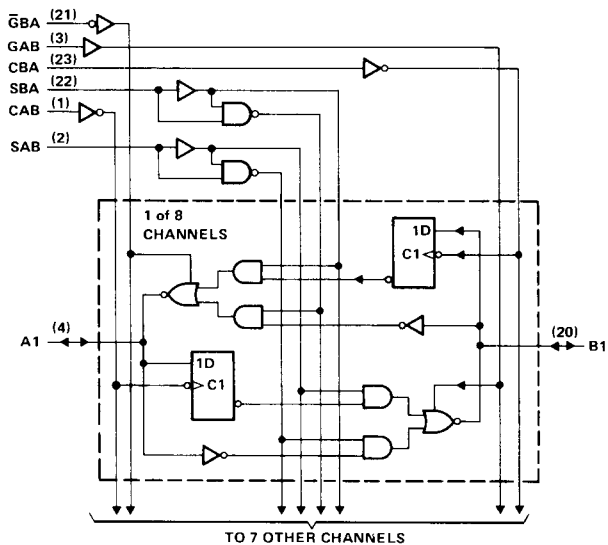 G̅BA (21)
GAB (3)
CBA (23)
SBA (22)
CAB (1)
SAB (2)
1 of 8
CHANNELS
1D
C1
A1 (4)
(20) B1
1D
C1
TO 7 OTHER CHANNELS